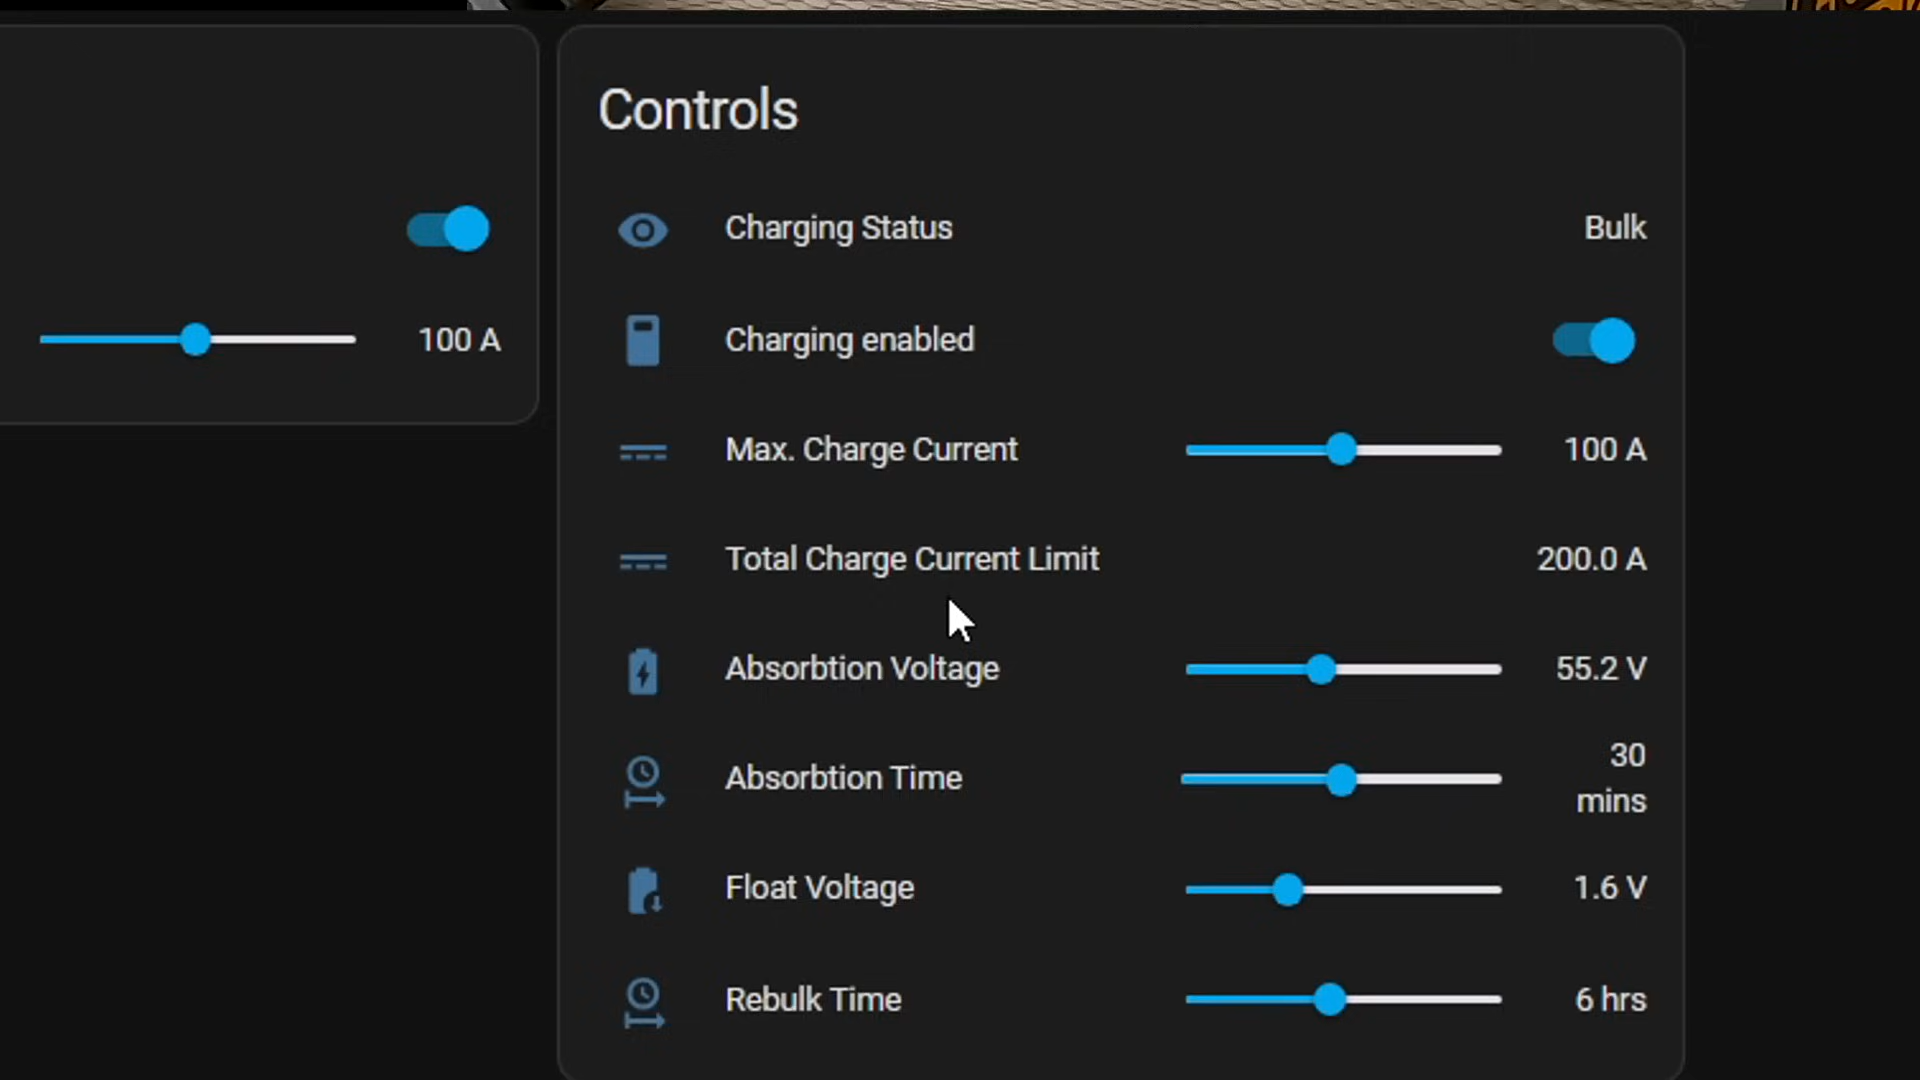 100 A
Controls
Charging Status Bulk
Charging enabled
Max. Charge Current 100 A
Total Charge Current Limit 200.0 A
Absorbtion Voltage 55.2 V
Absorbtion Time 30 mins
Float Voltage 1.6 V
Rebulk Time 6 hrs